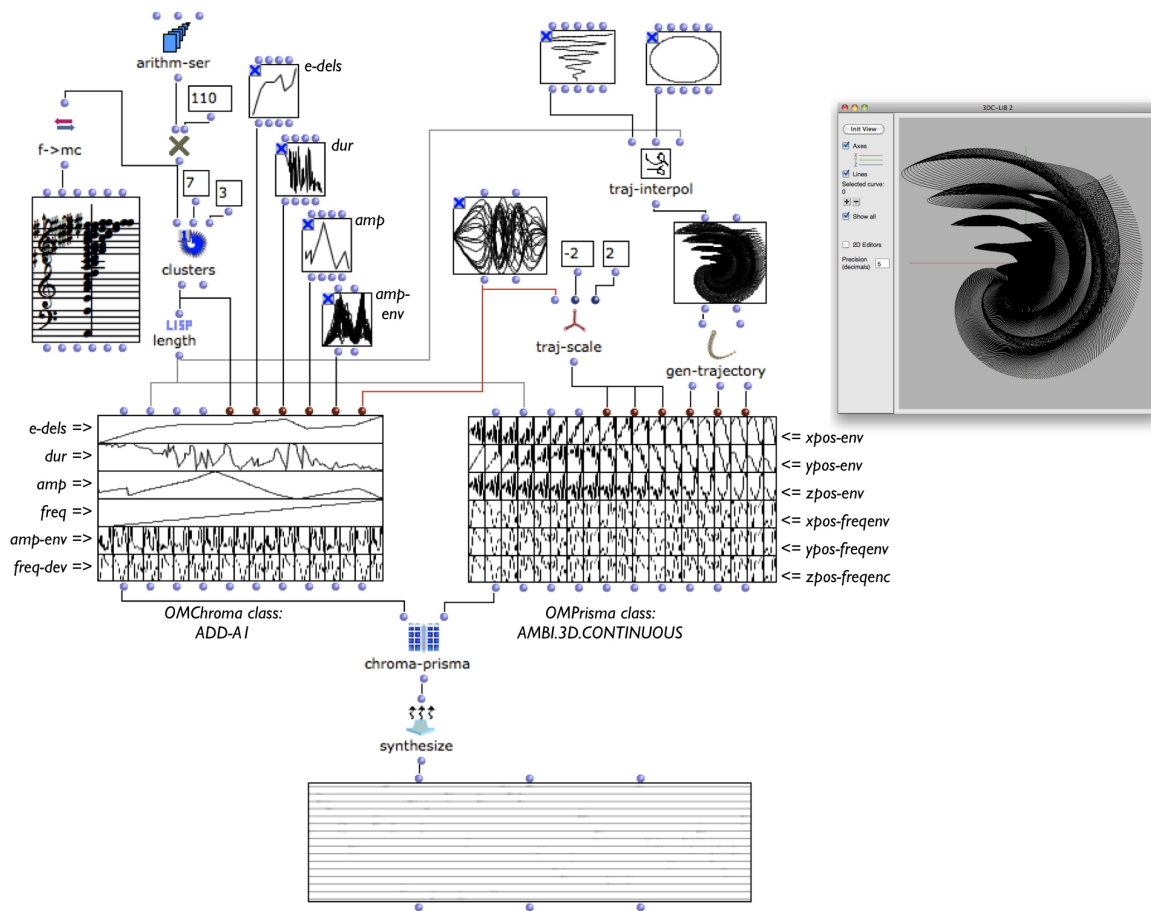 arithm-ser
110
e-dels
f->mc
dur
7
3
amp
clusters
amp-
env
LISP
length
traj-interpol
-2
2
traj-scale
gen-trajectory
3DC-LIB 2
Init View
Axes
X
Y
Z
Lines
Selected curve:
0
+ −
Show all
2D Editors
Precision
(decimals)
5
e-dels =>
dur =>
amp =>
freq =>
amp-env =>
freq-dev =>
<= xpos-env
<= ypos-env
<= zpos-env
<= xpos-freqenv
<= ypos-freqenv
<= zpos-freqenc
OMChroma class:
ADD-A1
OMPrisma class:
AMBI.3D.CONTINUOUS
chroma-prisma
synthesize